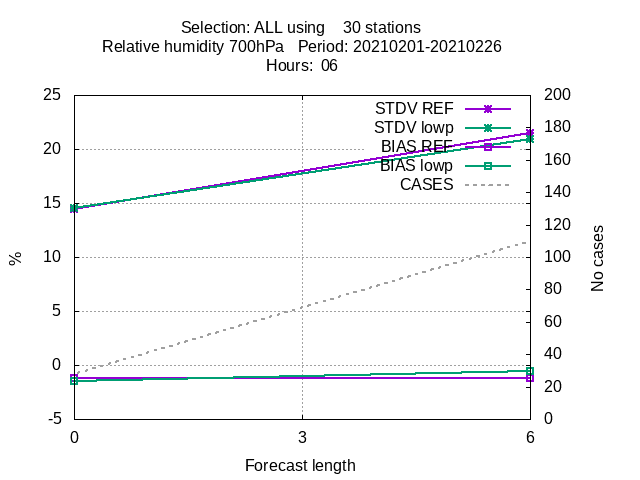 Selection: ALL using    30 stations
Relative humidity 700hPa   Period: 20210201-20210226
Hours:  06
25
20
15
10
5
0
-5
%
200
180
160
140
120
100
80
60
40
20
0
No cases
STDV REF
STDV lowp
BIAS REF
BIAS lowp
CASES
0
3
6
Forecast length